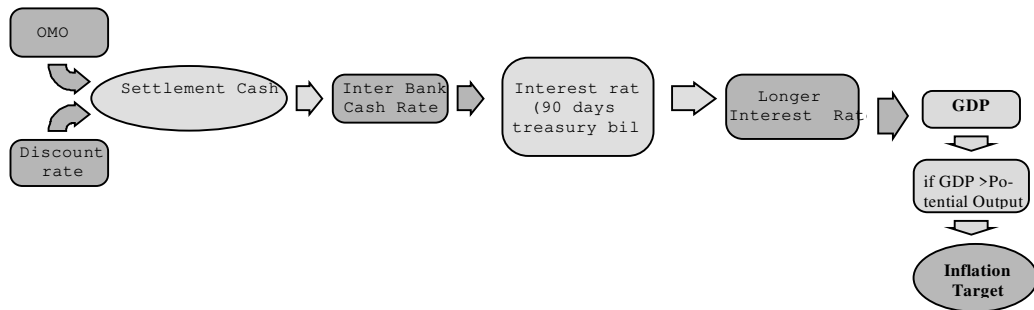 OMO
Discount
rate
Settlement Cash
Inter Bank
Cash Rate
Interest rat
(90 days
treasury bil
Longer
Interest Rat
GDP
if GDP >Po-
tential Output
Inflation
Target